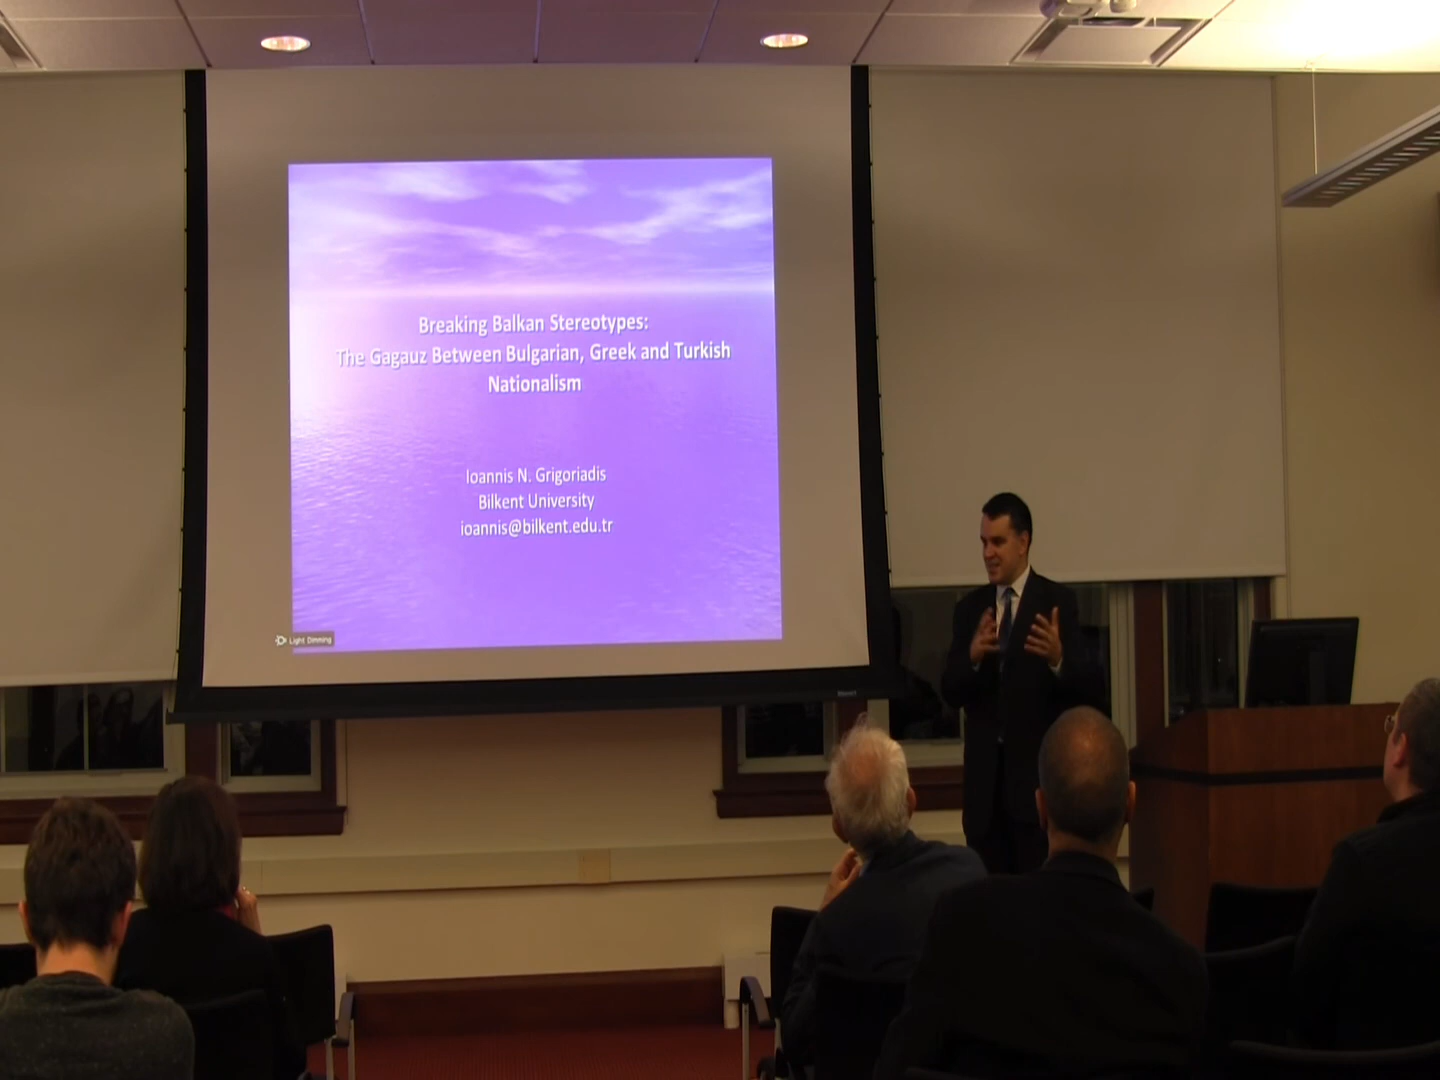 Breaking Balkan Stereotypes:
The Gagauz Between Bulgarian, Greek and Turkish
Nationalism
Ioannis N. Grigoriadis
Bilkent University
ioannis@bilkent.edu.tr
Light Dimming